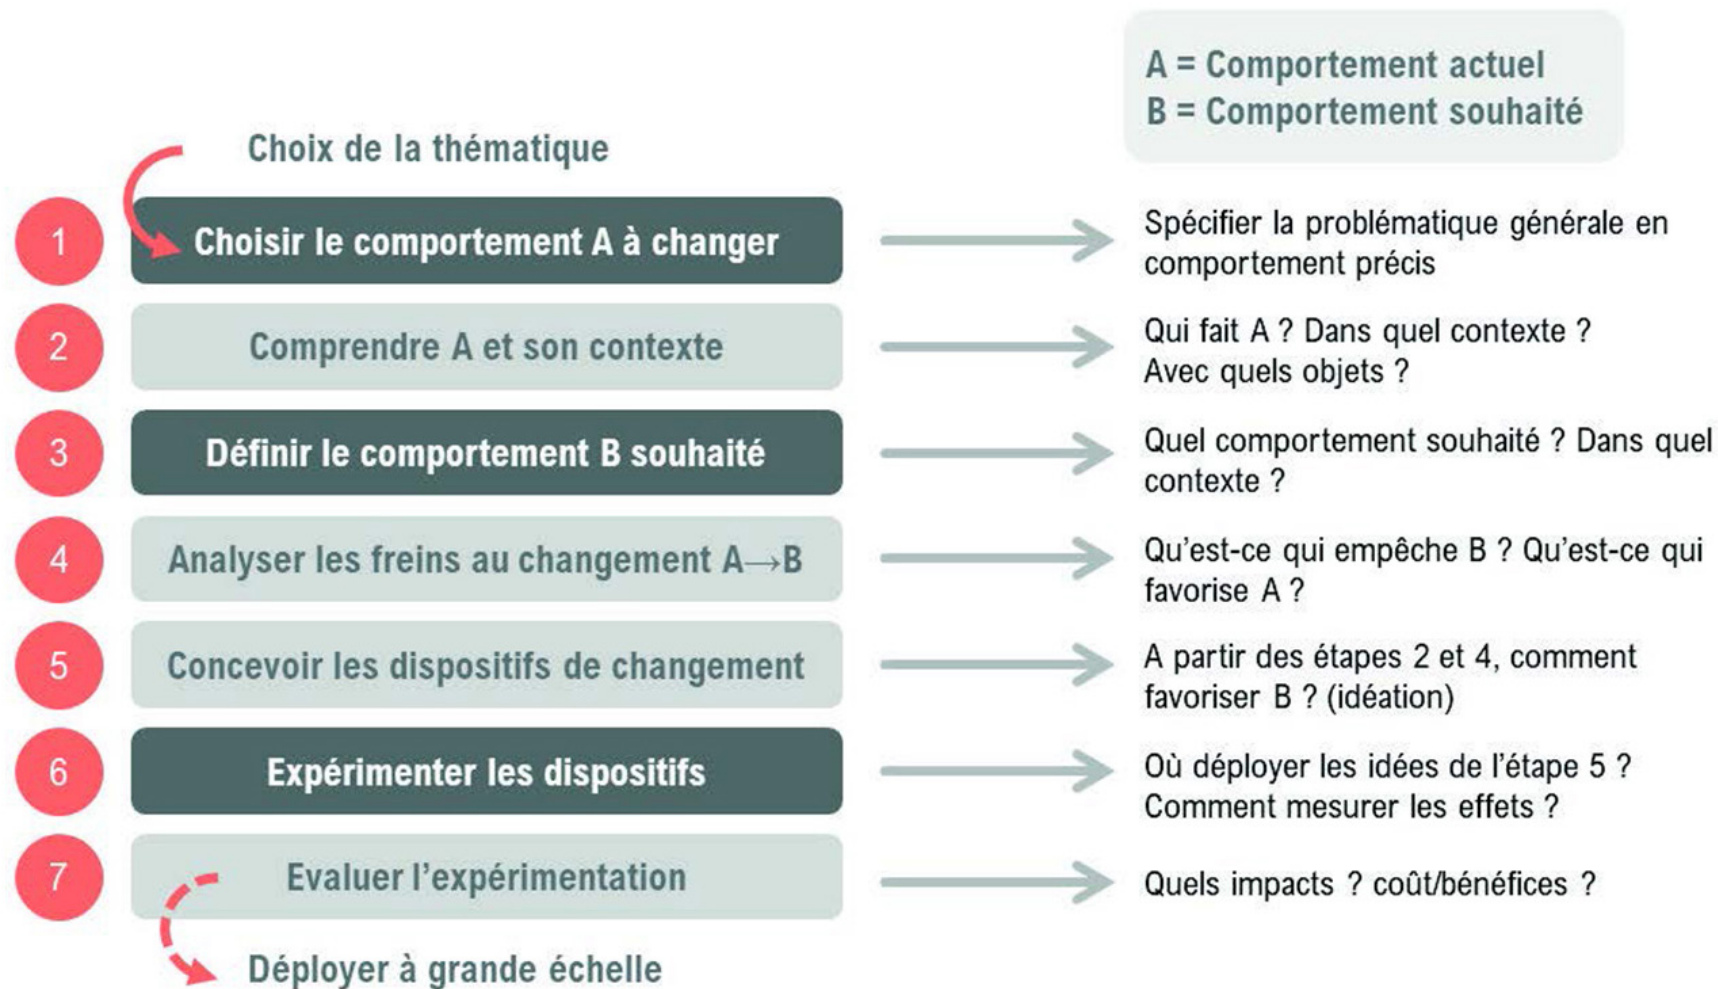 A = Comportement actuel
B = Comportement souhaité
Choix de la thématique
1
Choisir le comportement A à changer
Spécifier la problématique générale en
comportement précis
2
Comprendre A et son contexte
Qui fait A ? Dans quel contexte ?
Avec quels objets ?
3
Définir le comportement B souhaité
Quel comportement souhaité ? Dans quel
contexte ?
4
Analyser les freins au changement A→B
Qu'est-ce qui empêche B ? Qu'est-ce qui
favorise A ?
5
Concevoir les dispositifs de changement
A partir des étapes 2 et 4, comment
favoriser B ? (idéation)
6
Expérimenter les dispositifs
Où déployer les idées de l'étape 5 ?
Comment mesurer les effets ?
7
Evaluer l'expérimentation
Quels impacts ? coût/bénéfices ?
Déployer à grande échelle